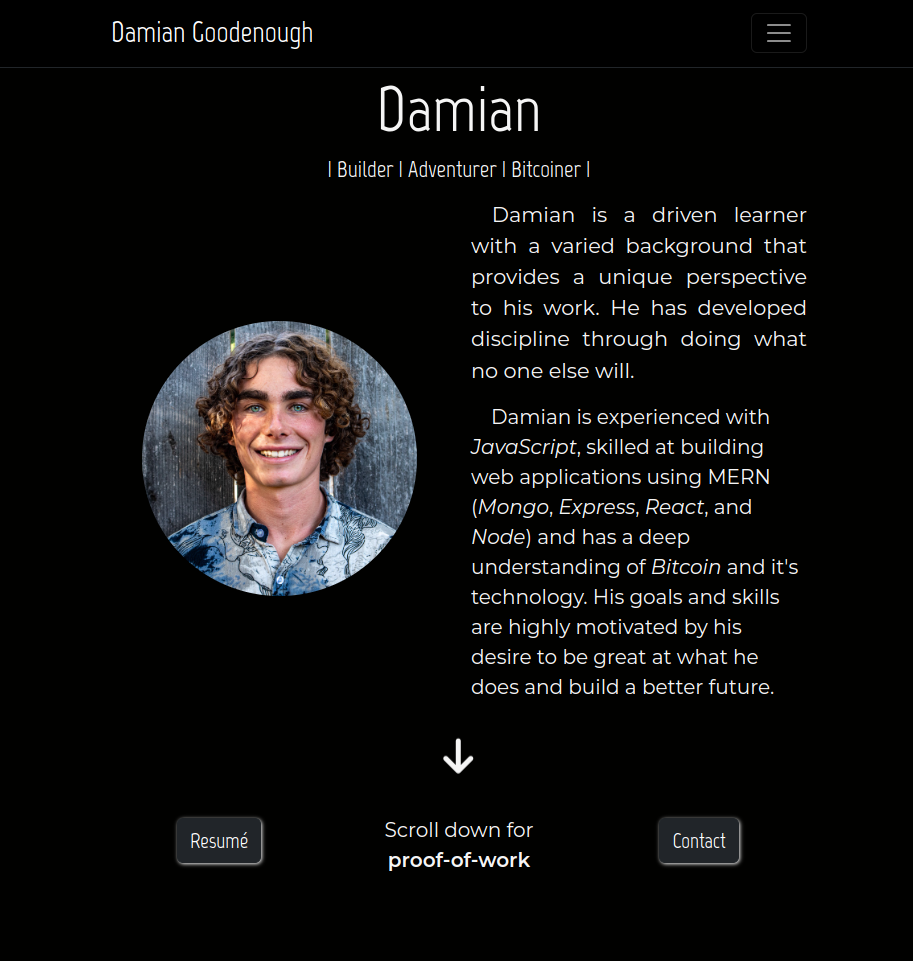 Damian Goodenough
Damian
| Builder | Adventurer | Bitcoiner |
Damian is a driven learner
with a varied background that
provides a unique perspective
to his work. He has developed
discipline through doing what
no one else will.
Damian is experienced with
JavaScript, skilled at building
web applications using MERN
(Mongo, Express, React, and
Node) and has a deep
understanding of Bitcoin and it's
technology. His goals and skills
are highly motivated by his
desire to be great at what he
does and build a better future.
Resumé
Scroll down for
proof-of-work
Contact